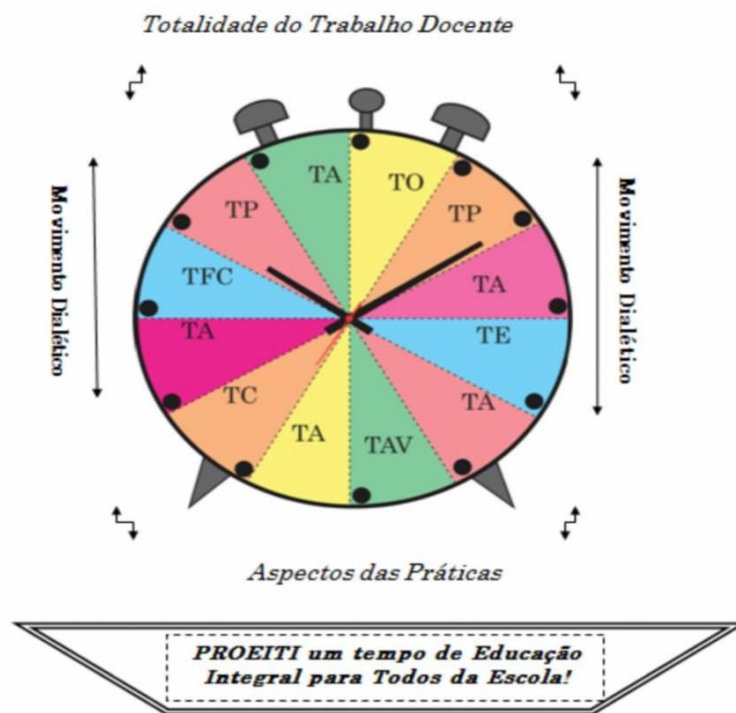 Totalidade do Trabalho Docente
Movimento Dialético
Movimento Dialético
TA
TO
TP
TP
TFC
TA
TA
TE
TC
TA
TA
TAV
Aspectos das Práticas
PROEITI um tempo de Educação
Integral para Todos da Escola!